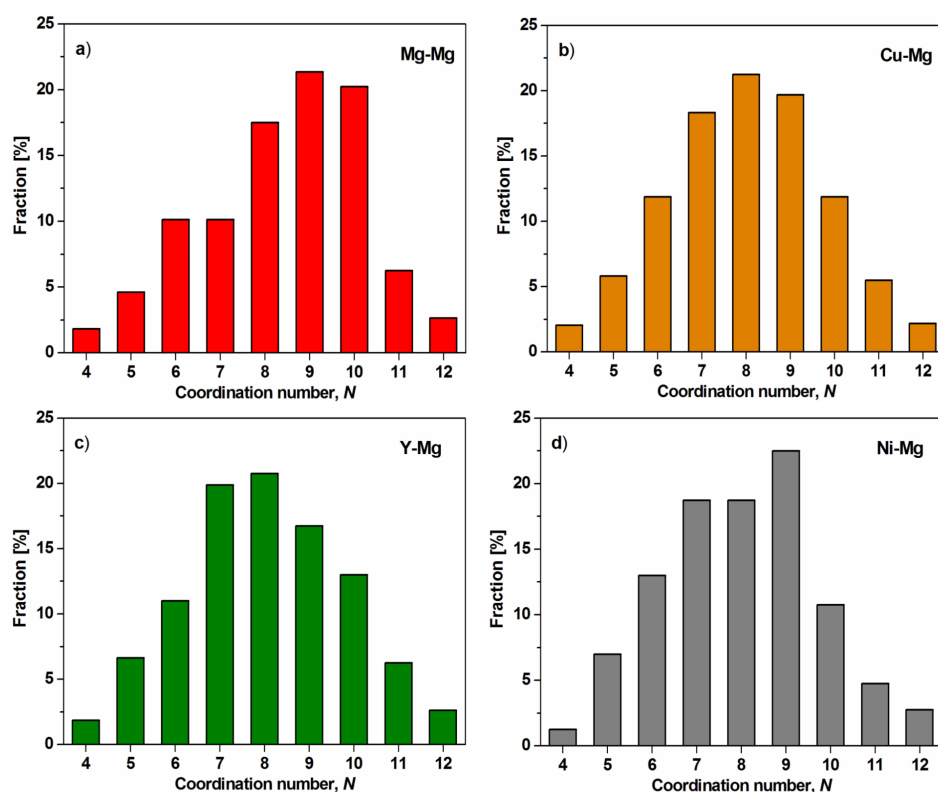 a)
Mg-Mg
Fraction [%]
25
20
15
10
5
0
4 5 6 7 8 9 10 11 12
Coordination number, N
b)
Cu-Mg
Fraction [%]
25
20
15
10
5
0
4 5 6 7 8 9 10 11 12
Coordination number, N
c)
Y-Mg
Fraction [%]
25
20
15
10
5
0
4 5 6 7 8 9 10 11 12
Coordination number, N
d)
Ni-Mg
Fraction [%]
25
20
15
10
5
0
4 5 6 7 8 9 10 11 12
Coordination number, N